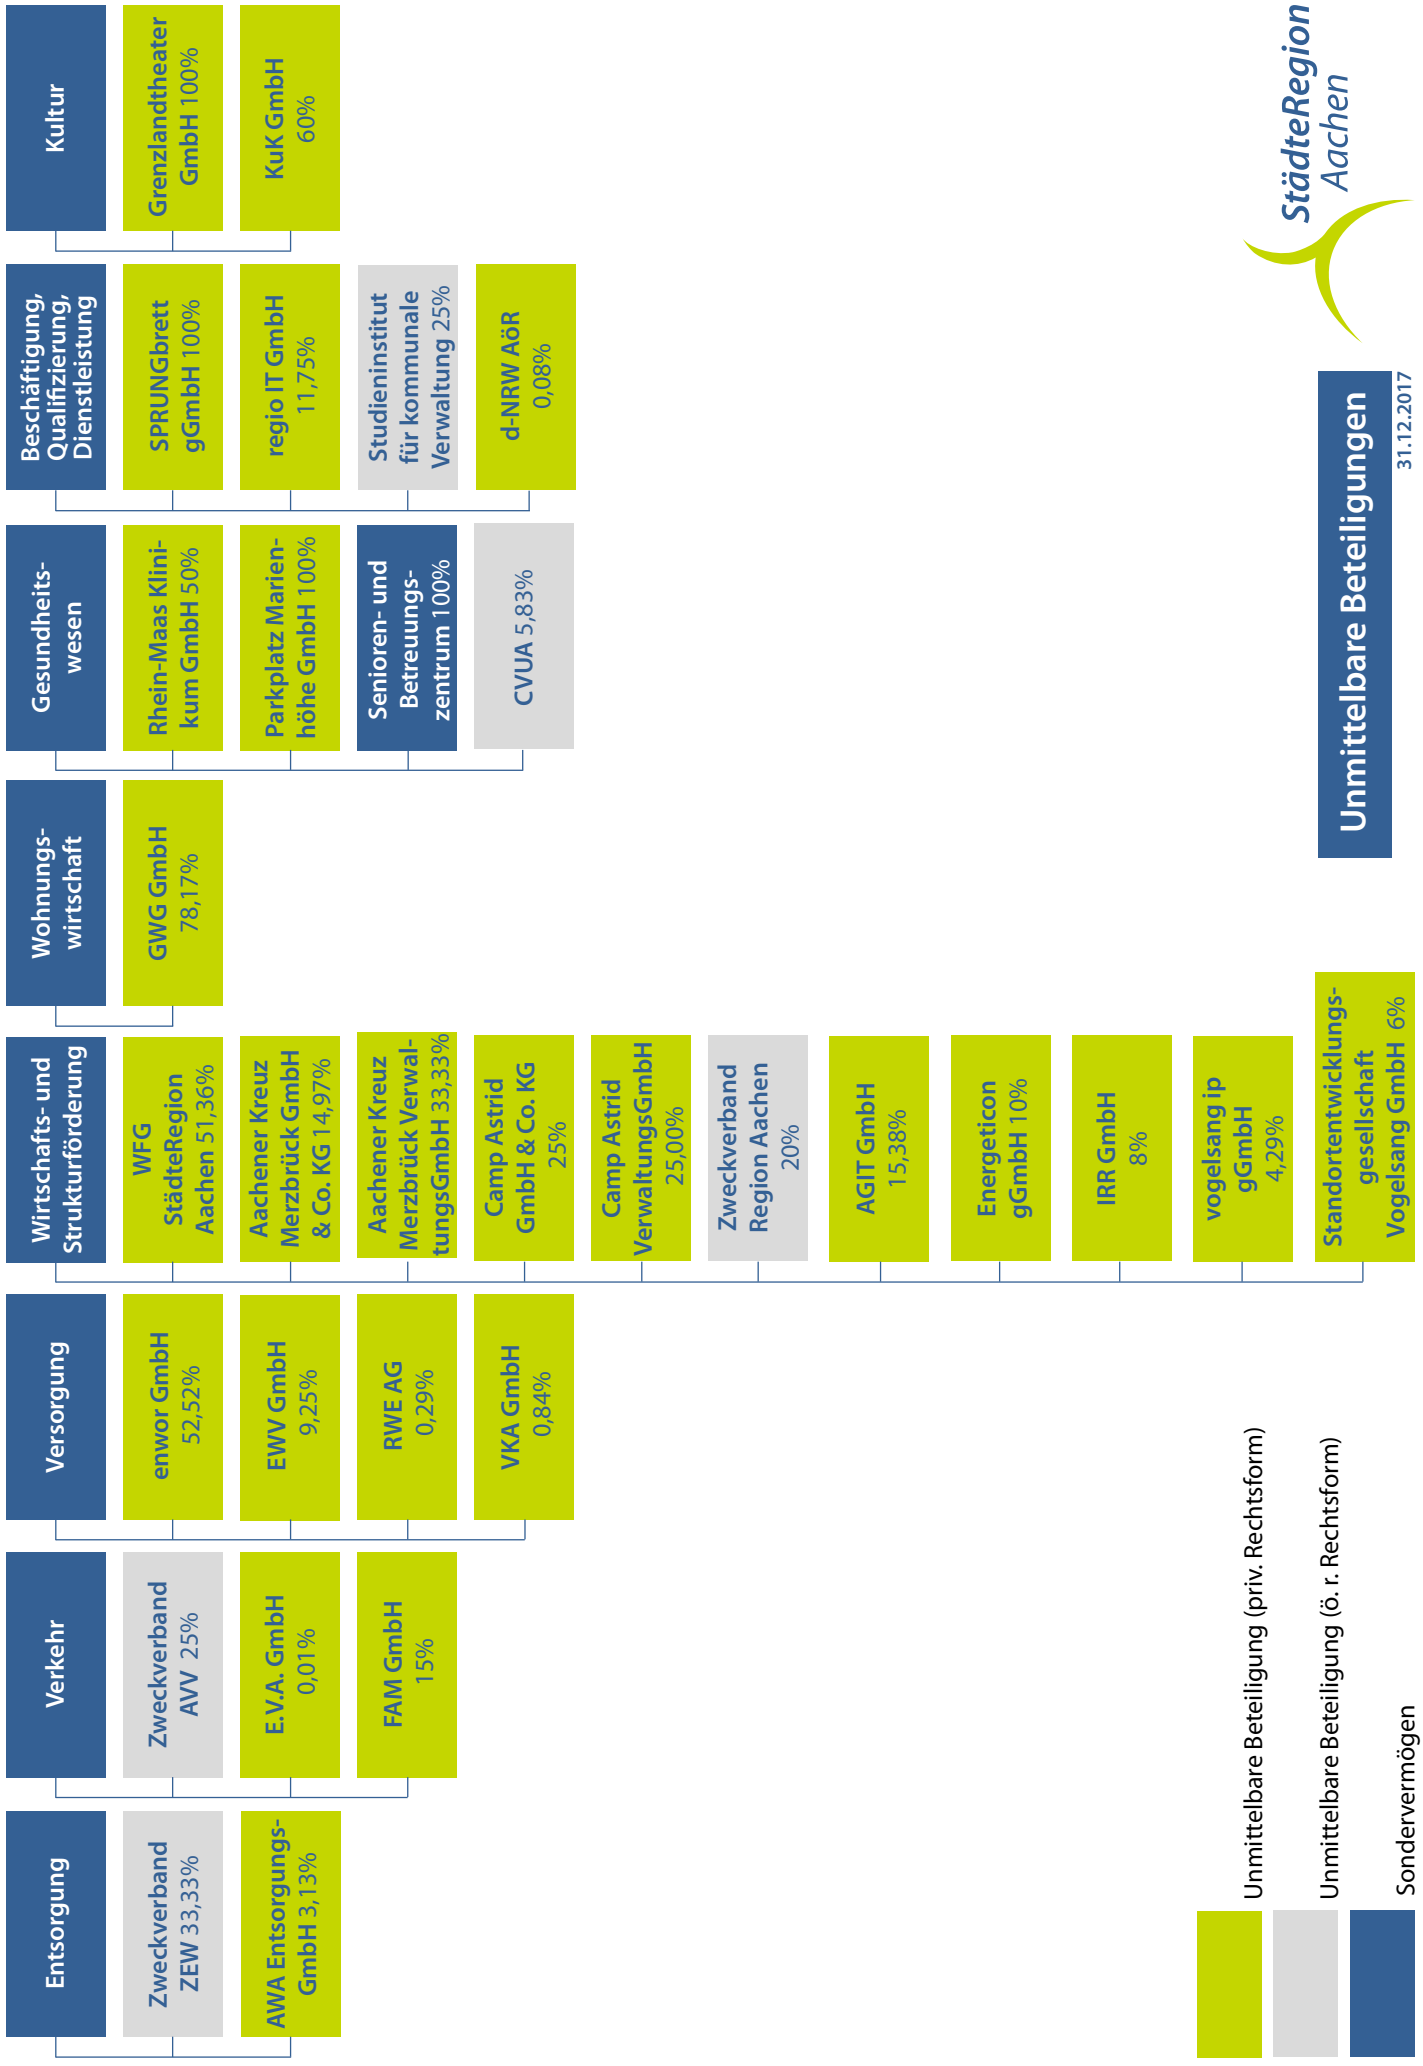 Entsorgung
Zweckverband
ZEW 33,33%
AWA Entsorgungs-
GmbH 3,13%
Verkehr
Zweckverband
AVV 25%
E.V.A. GmbH
0,01%
FAM GmbH
15%
Versorgung
enwor GmbH
52,52%
EWV GmbH
9,25%
RWE AG
0,29%
VKA GmbH
0,84%
Wirtschafts- und
Strukturförderung
WFG
StädteRegion
Aachen 51,36%
Aachener Kreuz
Merzbrück GmbH
& Co. KG 14,97%
Aachener Kreuz
Merzbrück Verwal-
tungsGmbH 33,33%
Camp Astrid
GmbH & Co. KG
25%
Camp Astrid
VerwaltungsGmbH
25,00%
Zweckverband
Region Aachen
20%
AGIT GmbH
15,38%
Energeticon
gGmbH 10%
IRR GmbH
8%
vogelsang ip
gGmbH
4,29%
Standortentwicklungs-
gesellschaft
Vogelsang GmbH 6%
Wohnungs-
wirtschaft
GWG GmbH
78,17%
Gesundheits-
wesen
Rhein-Maas Klini-
kum GmbH 50%
Parkplatz Marien-
höhe GmbH 100%
Senioren- und
Betreuungs-
zentrum 100%
CVUA 5,83%
Beschäftigung,
Qualifizierung,
Dienstleistung
SPRUNGbrett
gGmbH 100%
regio IT GmbH
11,75%
Studieninstitut
für kommunale
Verwaltung 25%
d-NRW AöR
0,08%
Kultur
Grenzlandtheater
GmbH 100%
KuK GmbH
60%
Unmittelbare Beteiligung (priv. Rechtsform)
Unmittelbare Beteiligung (ö. r. Rechtsform)
Sondervermögen
Unmittelbare Beteiligungen
31.12.2017
StädteRegion
Aachen